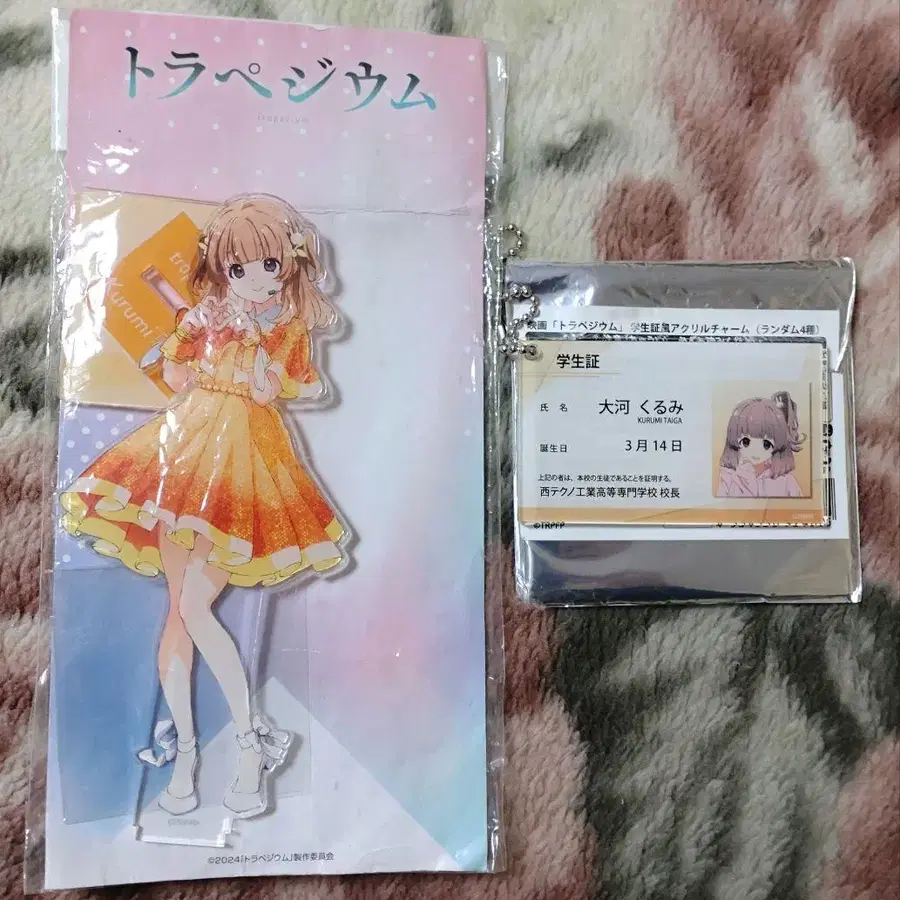 トラペジウム
trapezium
Kurumi
©2024「トラペジウム」製作委員会
映画「トラペジウム」 学生証風アクリルチャーム（ランダム4種）
学生証
氏 名
大河 くるみ
KURUMI TAIGA
誕生日
3月14日
上記の者は、本校の生徒であることを証明する。
西テクノ工業高等専門学校 校長
©TRPFP